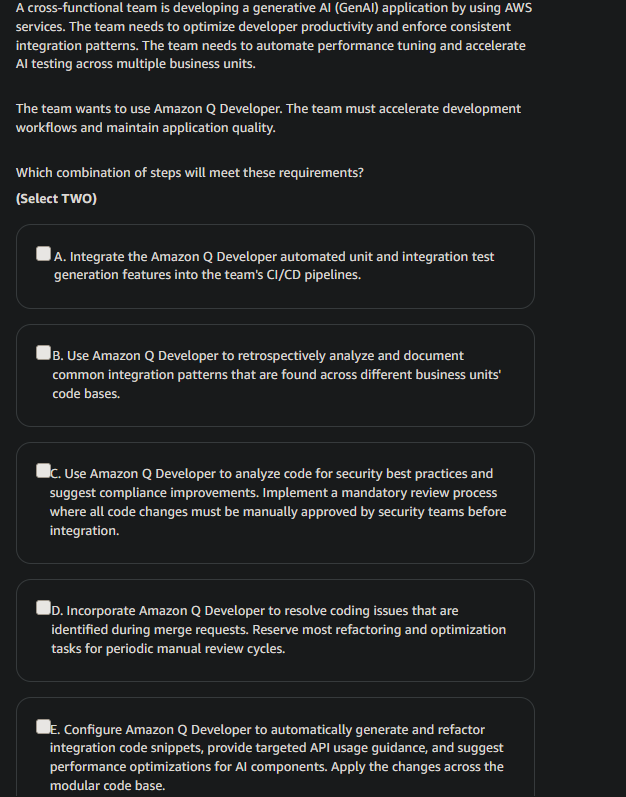 A cross-functional team is developing a generative AI (GenAI) application by using AWS
services. The team needs to optimize developer productivity and enforce consistent
integration patterns. The team needs to automate performance tuning and accelerate
AI testing across multiple business units.
The team wants to use Amazon Q Developer. The team must accelerate development
workflows and maintain application quality.
Which combination of steps will meet these requirements?
(Select TWO)
A. Integrate the Amazon Q Developer automated unit and integration test
generation features into the team's CI/CD pipelines.
B. Use Amazon Q Developer to retrospectively analyze and document
common integration patterns that are found across different business units'
code bases.
C. Use Amazon Q Developer to analyze code for security best practices and
suggest compliance improvements. Implement a mandatory review process
where all code changes must be manually approved by security teams before
integration.
D. Incorporate Amazon Q Developer to resolve coding issues that are
identified during merge requests. Reserve most refactoring and optimization
tasks for periodic manual review cycles.
E. Configure Amazon Q Developer to automatically generate and refactor
integration code snippets, provide targeted API usage guidance, and suggest
performance optimizations for AI components. Apply the changes across the
modular code base.